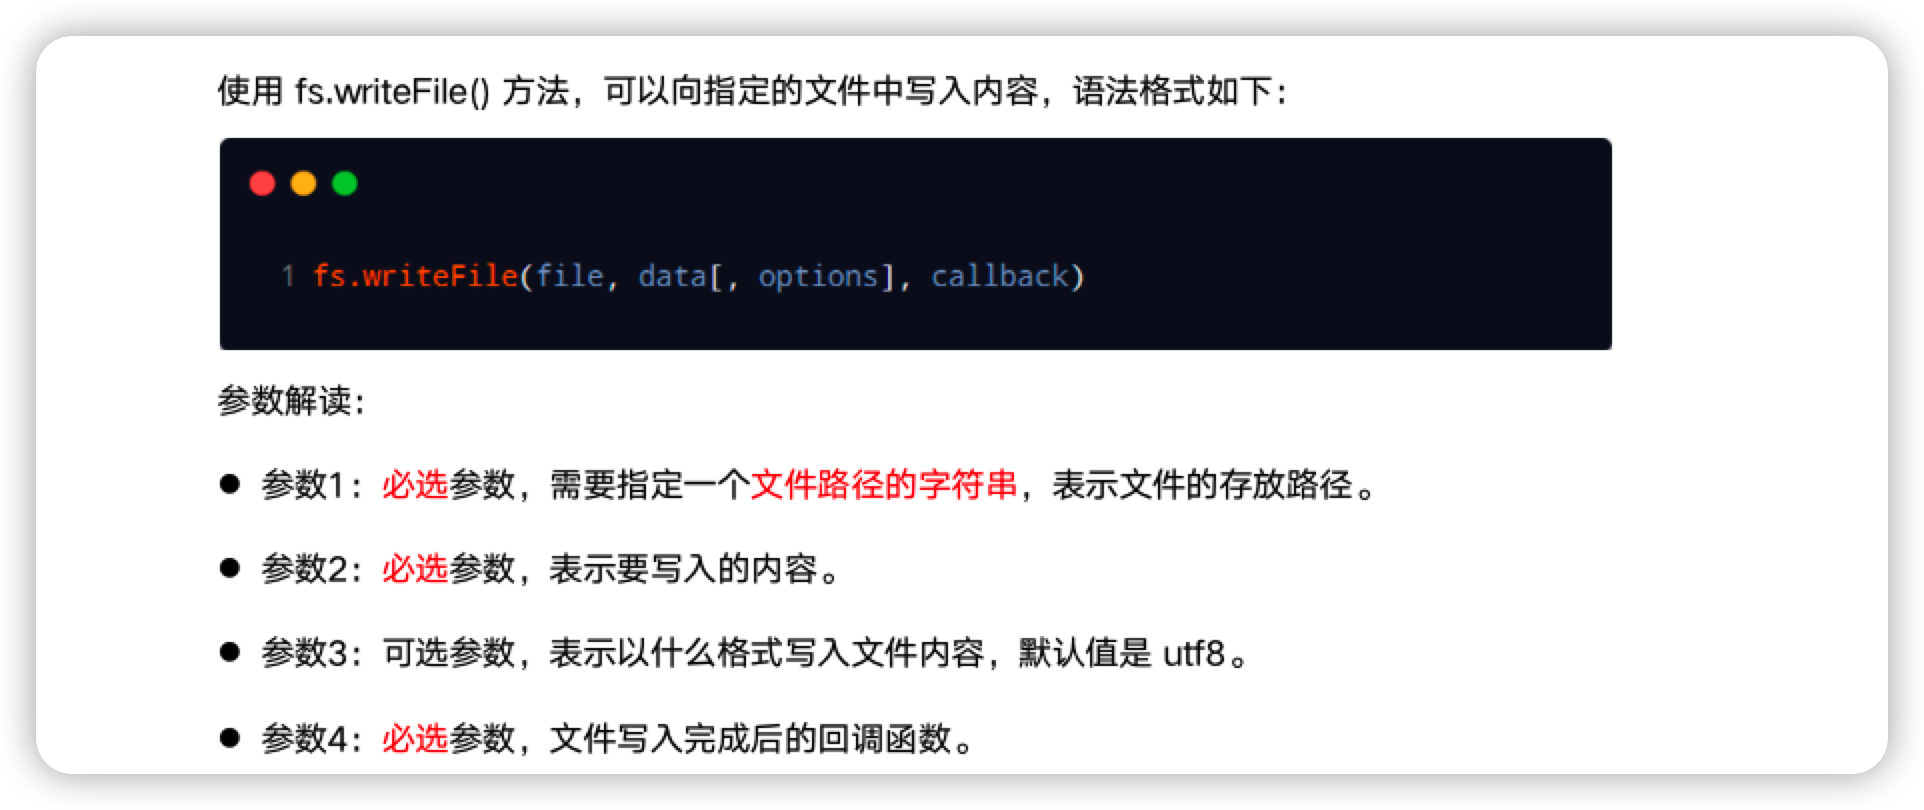 使用 fs.writeFile() 方法，可以向指定的文件中写入内容，语法格式如下：
1 fs.writeFile(file, data[, options], callback)
参数解读：
● 参数1：必选参数，需要指定一个文件路径的字符串，表示文件的存放路径。
● 参数2：必选参数，表示要写入的内容。
● 参数3：可选参数，表示以什么格式写入文件内容，默认值是 utf8。
● 参数4：必选参数，文件写入完成后的回调函数。